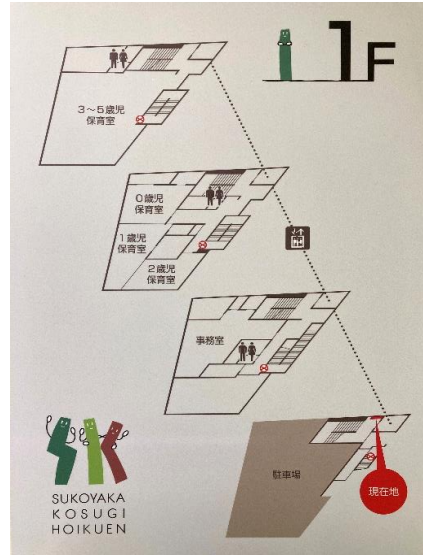 1F
3〜5歳児
保育室
0歳児
保育室
1歳児
保育室
2歳児
保育室
事務室
駐車場
現在地
SUKOYAKA
KOSUGI
HOIKUEN